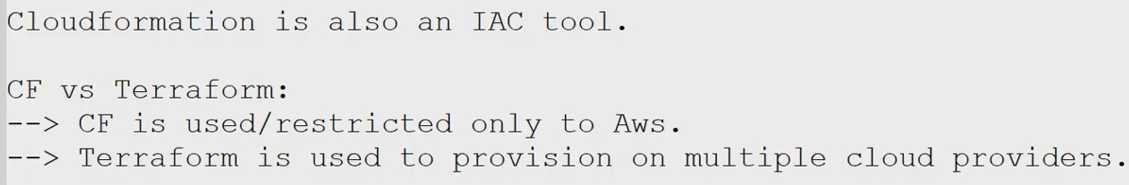 Cloudformation is also an IAC tool.
CF vs Terraform:
--> CF is used/restricted only to Aws.
--> Terraform is used to provision on multiple cloud providers.